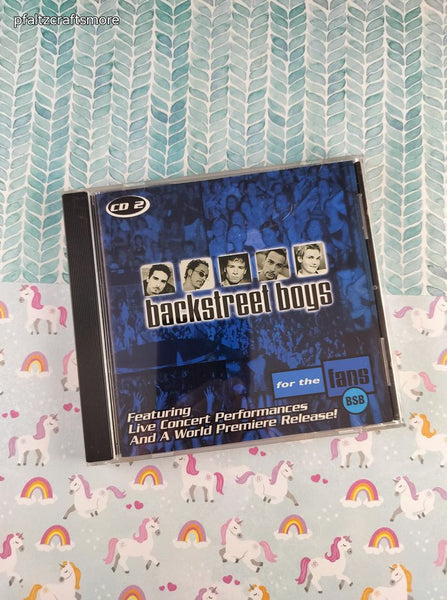 pfaltzcraftsmore
CD 2
backstreet boys
for the
fans
BSB
Featuring
Live Concert Performances
And A World Premiere Release!